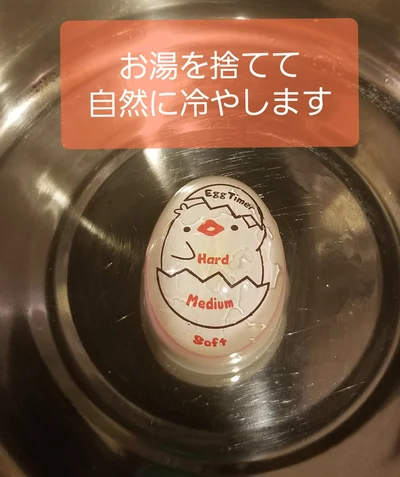 お湯を捨てて
自然に冷やします
Egg Timer
Hard
Medium
Soft